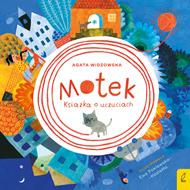 AGATA WIDZOWSKA
Motek
Książka o uczuciach